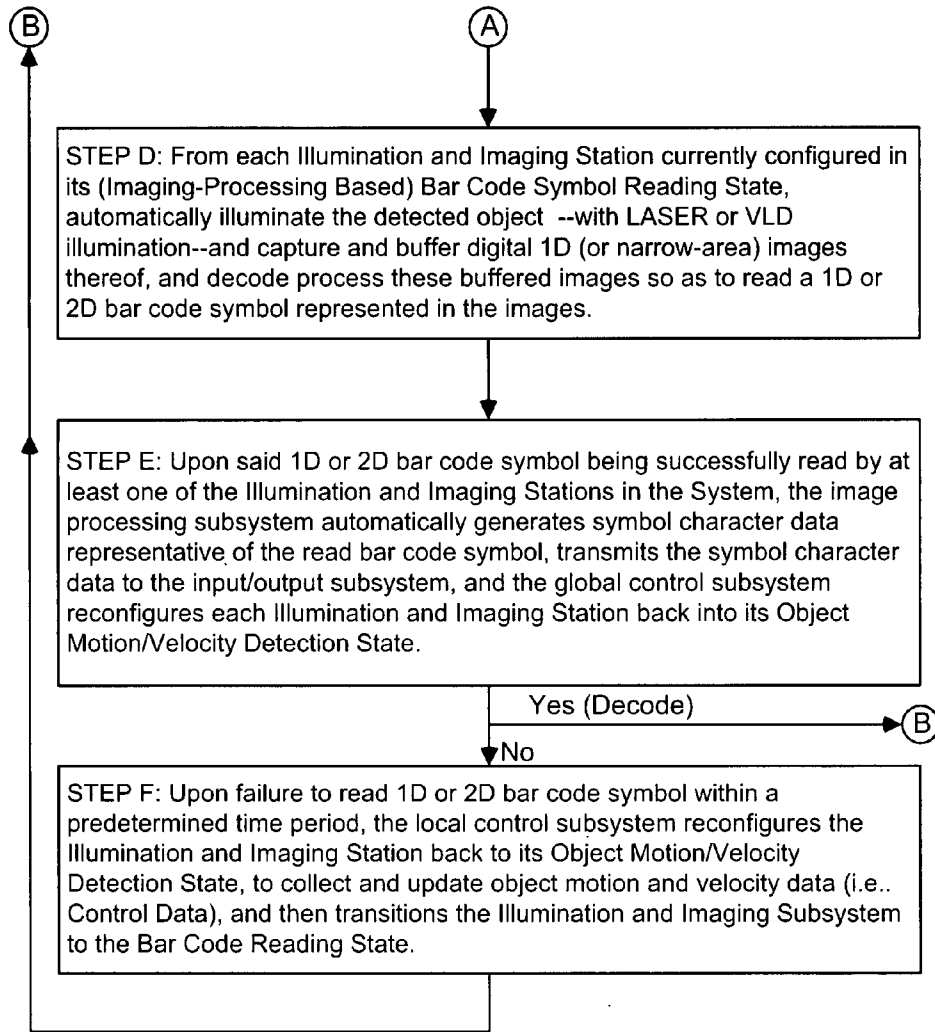 B
A
STEP D: From each Illumination and Imaging Station currently configured in
its (Imaging-Processing Based) Bar Code Symbol Reading State,
automatically illuminate the detected object --with LASER or VLD
illumination--and capture and buffer digital 1D (or narrow-area) images
thereof, and decode process these buffered images so as to read a 1D or
2D bar code symbol represented in the images.
STEP E: Upon said 1D or 2D bar code symbol being successfully read by at
least one of the Illumination and Imaging Stations in the System, the image
processing subsystem automatically generates symbol character data
representative of the read bar code symbol, transmits the symbol character
data to the input/output subsystem, and the global control subsystem
reconfigures each Illumination and Imaging Station back into its Object
Motion/Velocity Detection State.
Yes (Decode)
B
No
STEP F: Upon failure to read 1D or 2D bar code symbol within a
predetermined time period, the local control subsystem reconfigures the
Illumination and Imaging Station back to its Object Motion/Velocity
Detection State, to collect and update object motion and velocity data (i.e..
Control Data), and then transitions the Illumination and Imaging Subsystem
to the Bar Code Reading State.